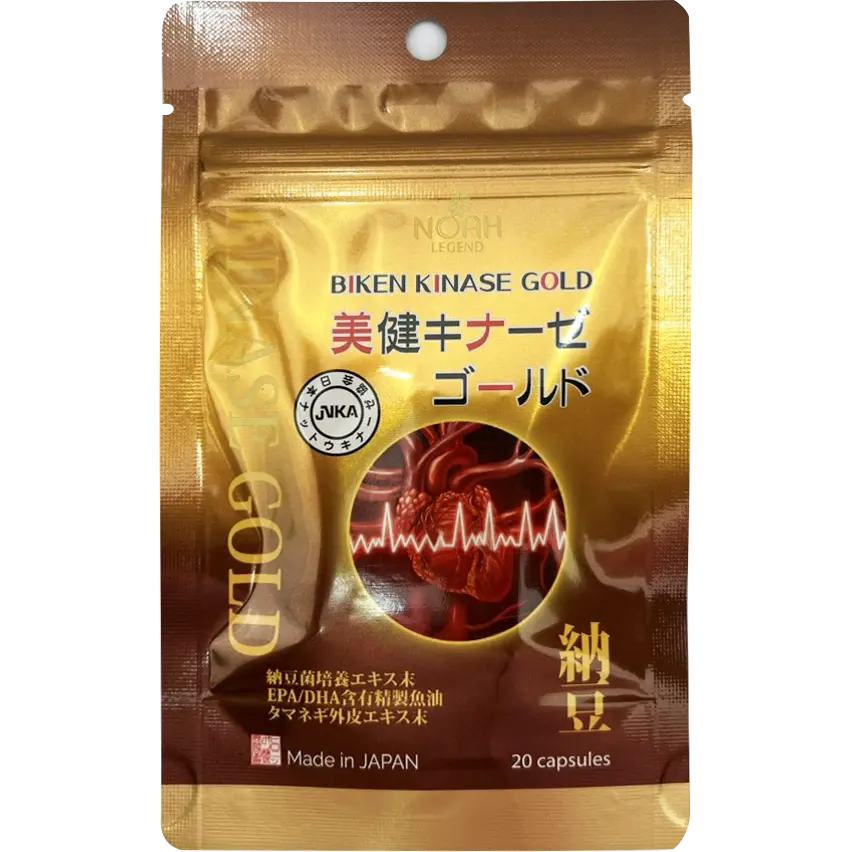 NOAH
LEGEND
BIKEN KINASE GOLD
美健キナーゼ
ゴールド
日本ナットウキナーゼ協会
JNKA
KINASE GOLD
納豆
納豆菌培養エキス末
EPA/DHA含有精製魚油
タマネギ外皮エキス末
Made in JAPAN
20 capsules